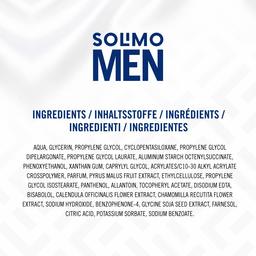 SOLIMO
MEN
INGREDIENTS / INHALTSSTOFFE / INGRÉDIENTS /
INGREDIENTI / INGREDIENTES
AQUA, GLYCERIN, PROPYLENE GLYCOL, CYCLOPENTASILOXANE, PROPYLENE GLYCOL
DIPELARGONATE, PROPYLENE GLYCOL LAURATE, ALUMINUM STARCH OCTENYLSUCCINATE,
PHENOXYETHANOL, XANTHAN GUM, CAPRYLYL GLYCOL, ACRYLATES/C10-30 ALKYL ACRYLATE
CROSSPOLYMER, PARFUM, PYRUS MALUS FRUIT EXTRACT, ETHYLCELLULOSE, PROPYLENE
GLYCOL ISOSTEARATE, PANTHENOL, ALLANTOIN, TOCOPHERYL ACETATE, DISODIUM EDTA,
BISABOLOL, CALENDULA OFFICINALIS FLOWER EXTRACT, CHAMOMILLA RECUTITA FLOWER
EXTRACT, SODIUM HYDROXIDE, BENZOPHENONE-4, GLYCINE SOJA SEED EXTRACT, FARNESOL,
CITRIC ACID, POTASSIUM SORBATE, SODIUM BENZOATE.